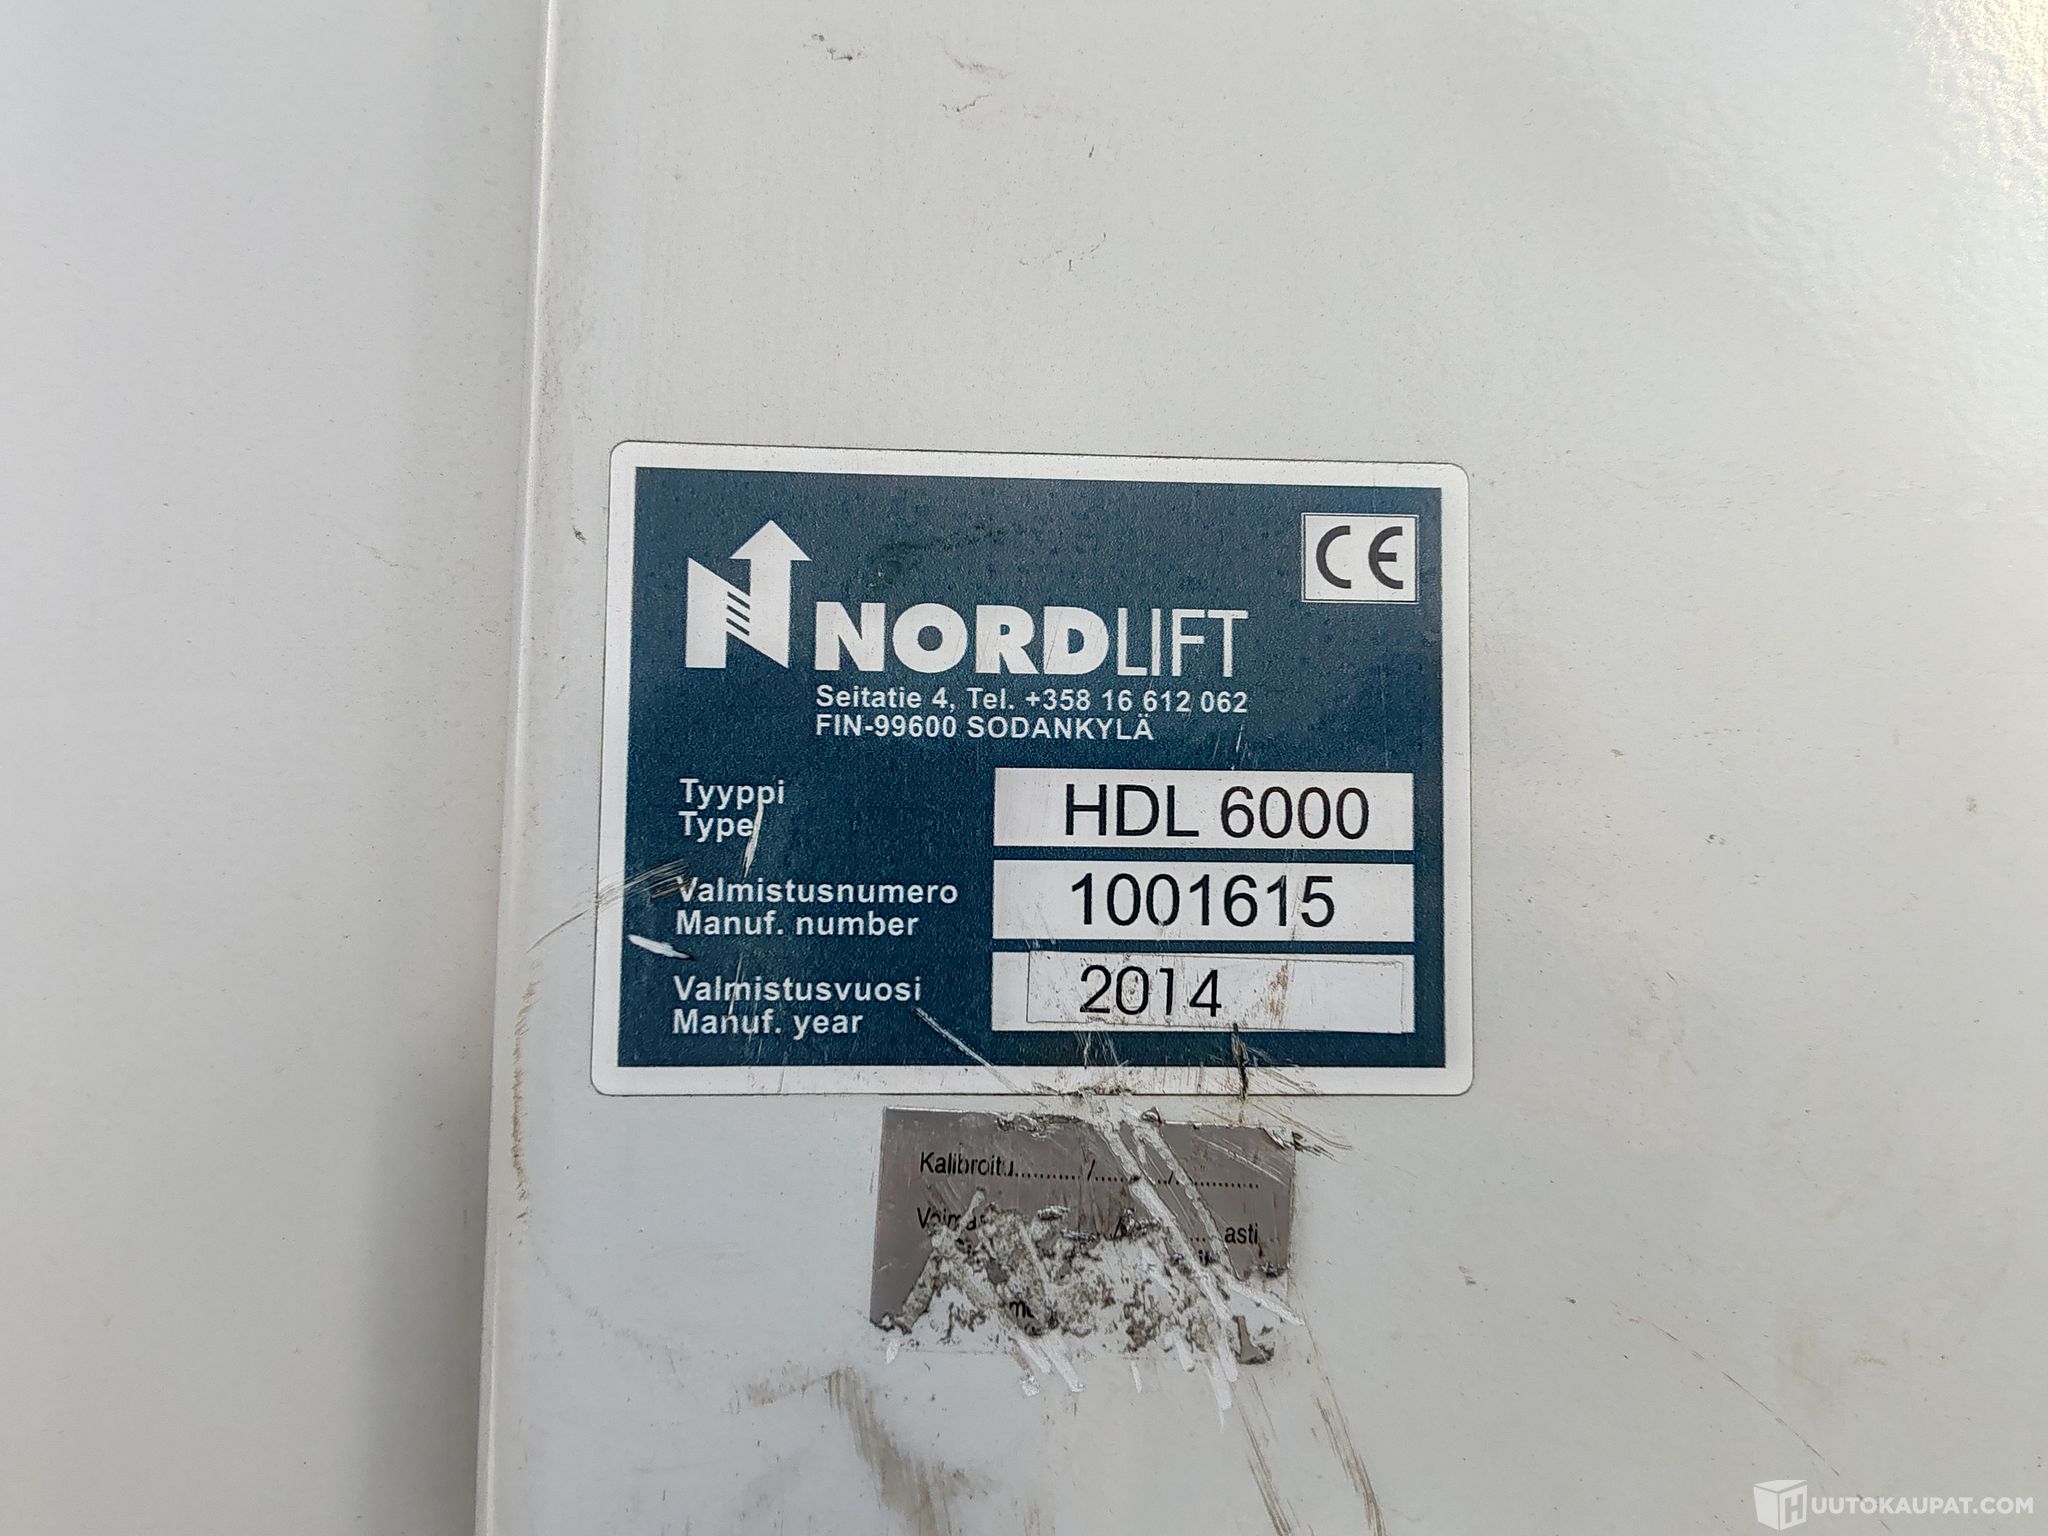 CE
NORDLIFT
Seitatie 4, Tel. +358 16 612 062
FIN-99600 SODANKYLÄ
Tyyppi
Type
HDL 6000
Valmistusnumero
Manuf. number
1001615
Valmistusvuosi
Manuf. year
2014
Kalibroitu........../........../..........
asti
HUUTOKAUPAT.COM